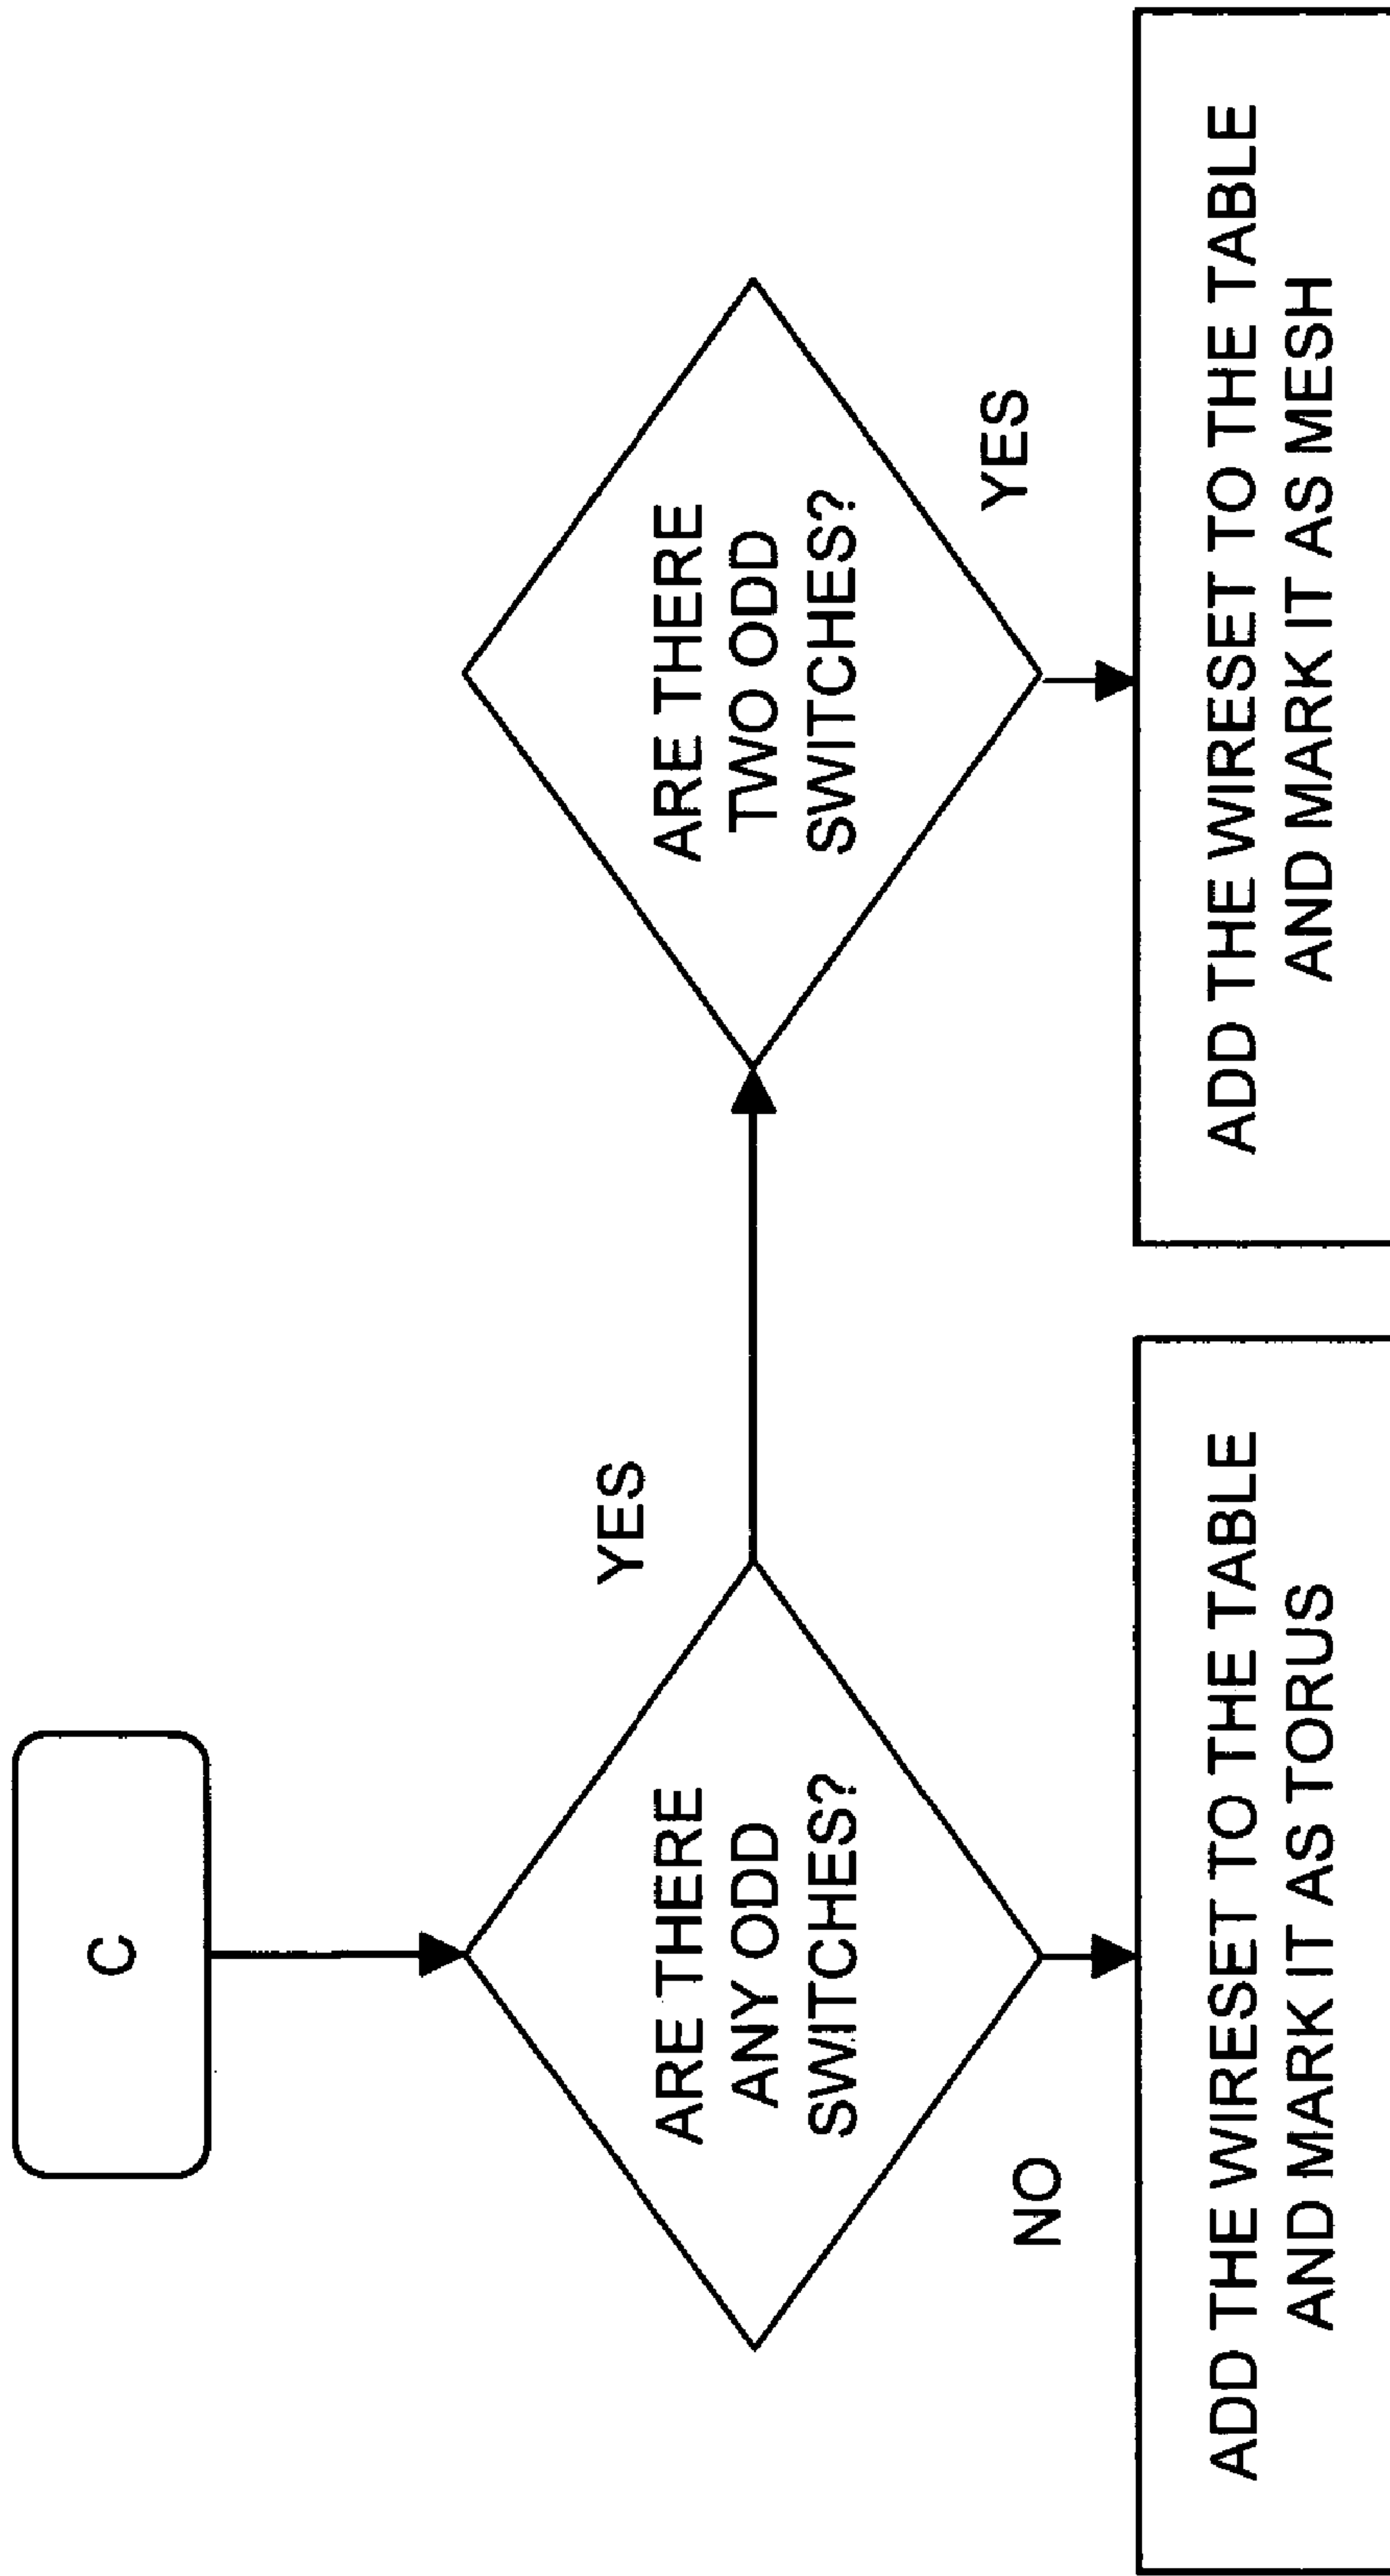 C
ARE THERE
ANY ODD
SWITCHES?
YES
NO
ARE THERE
TWO ODD
SWITCHES?
YES
ADD THE WIRESET TO THE TABLE
AND MARK IT AS TORUS
ADD THE WIRESET TO THE TABLE
AND MARK IT AS MESH